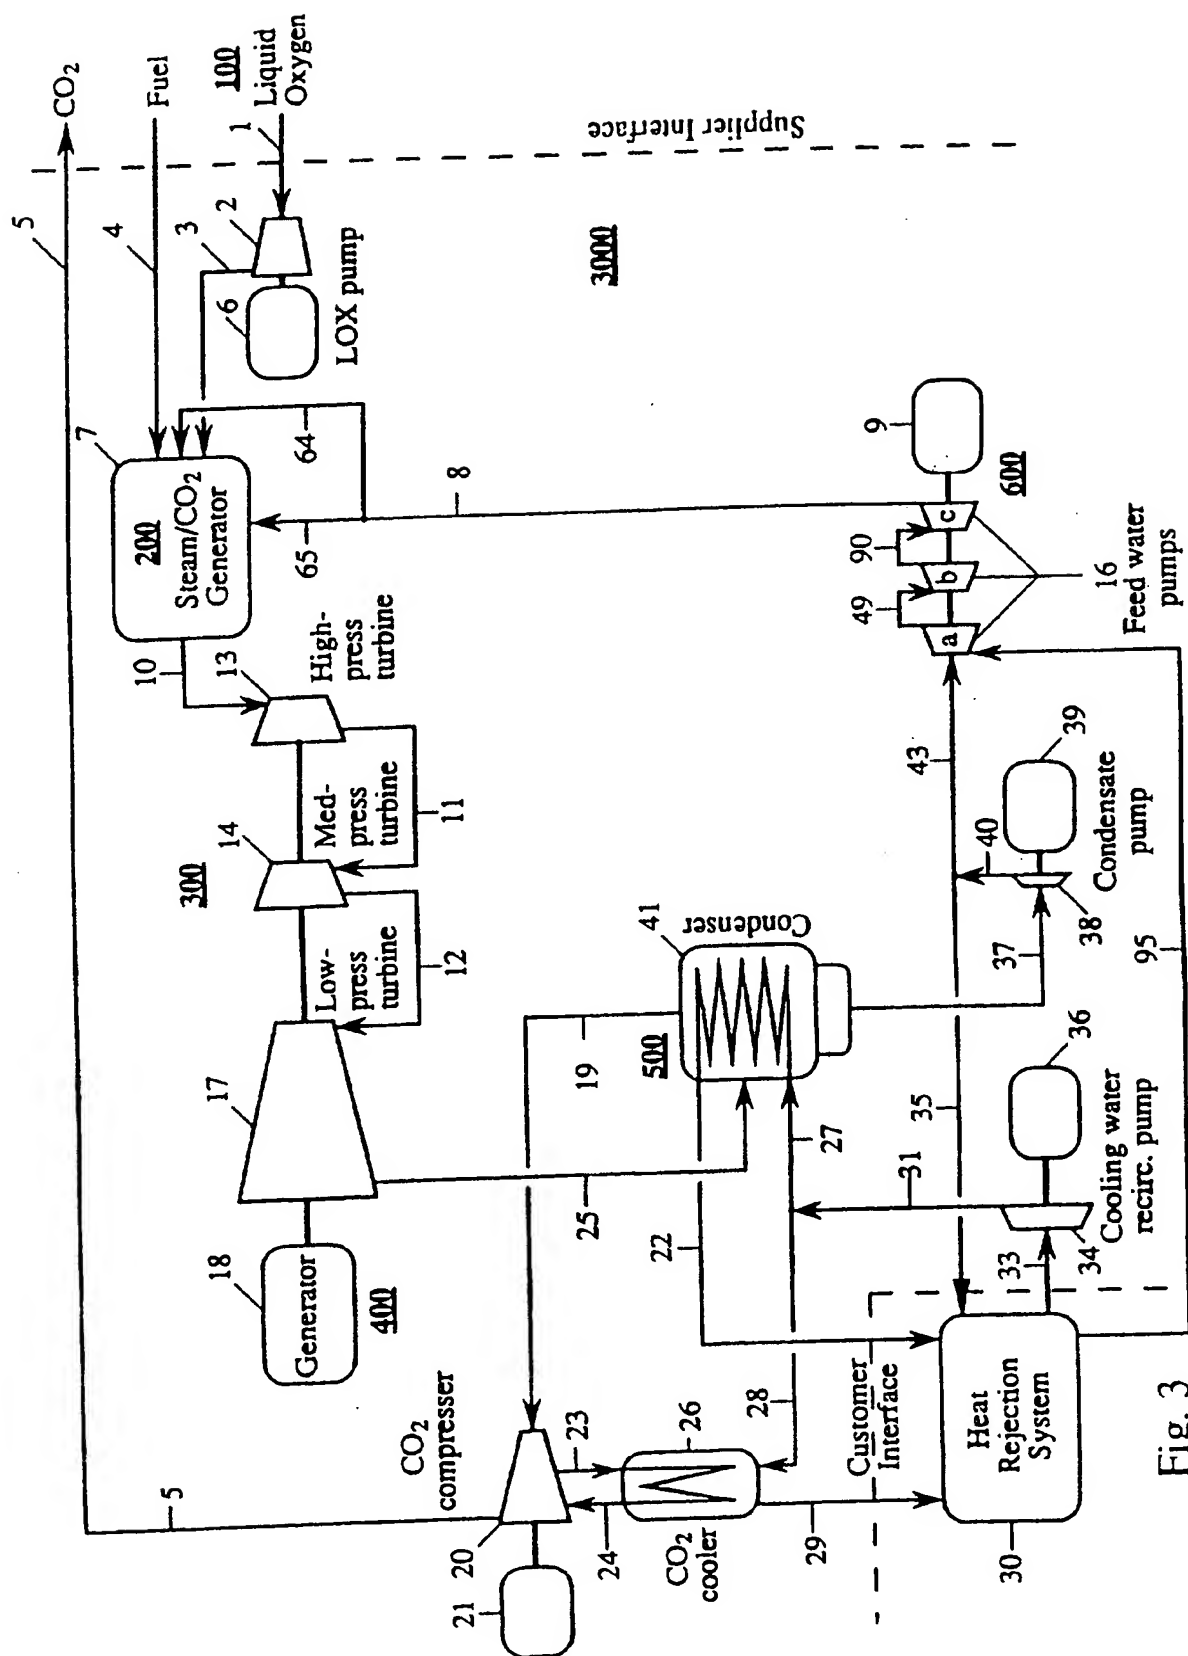 5
CO₂
4
Fuel
100
Liquid
Oxygen
1
Supplier Interface
3
2
6
LOX pump
3000
7
200
Steam/CO₂
Generator
64
65
8
10
13
High-
press
turbine
11
14
300
Med-
press
turbine
12
17
Low-
press
turbine
18
Generator
400
9
600
c
90
b
49
a
16
Feed water
pumps
43
40
39
Condensate
pump
38
37
95
41
Condenser
500
19
25
22
27
35
31
36
Cooling water
recirc. pump
34
33
5
CO₂
compresser
20
21
23
24
26
CO₂
cooler
28
29
Customer
Interface
Heat
Rejection
System
30
Fig. 3